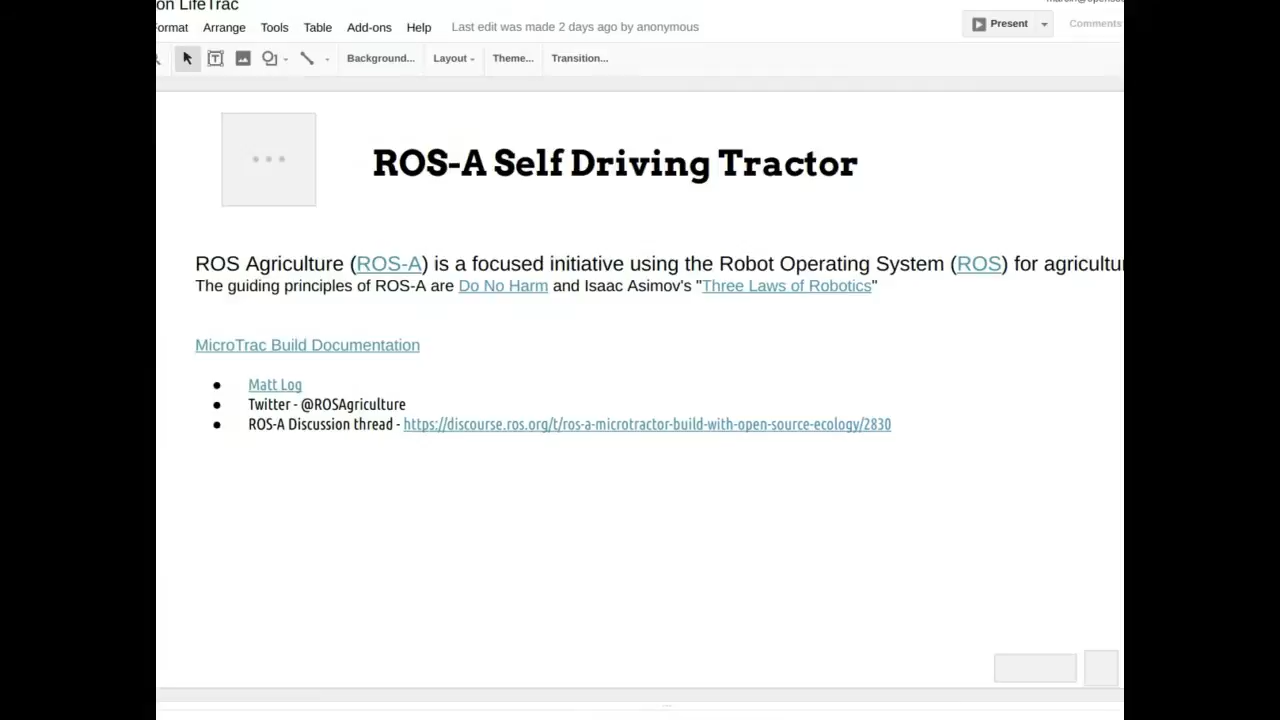 on LifeTrac
Format Arrange Tools Table Add-ons Help Last edit was made 2 days ago by anonymous
Present Comments
Background... Layout Theme... Transition...
ROS-A Self Driving Tractor
ROS Agriculture (ROS-A) is a focused initiative using the Robot Operating System (ROS) for agricultur
The guiding principles of ROS-A are Do No Harm and Isaac Asimov's "Three Laws of Robotics"
MicroTrac Build Documentation
● Matt Log
● Twitter - @ROSAgriculture
● ROS-A Discussion thread - https://discourse.ros.org/t/ros-a-microtractor-build-with-open-source-ecology/2830